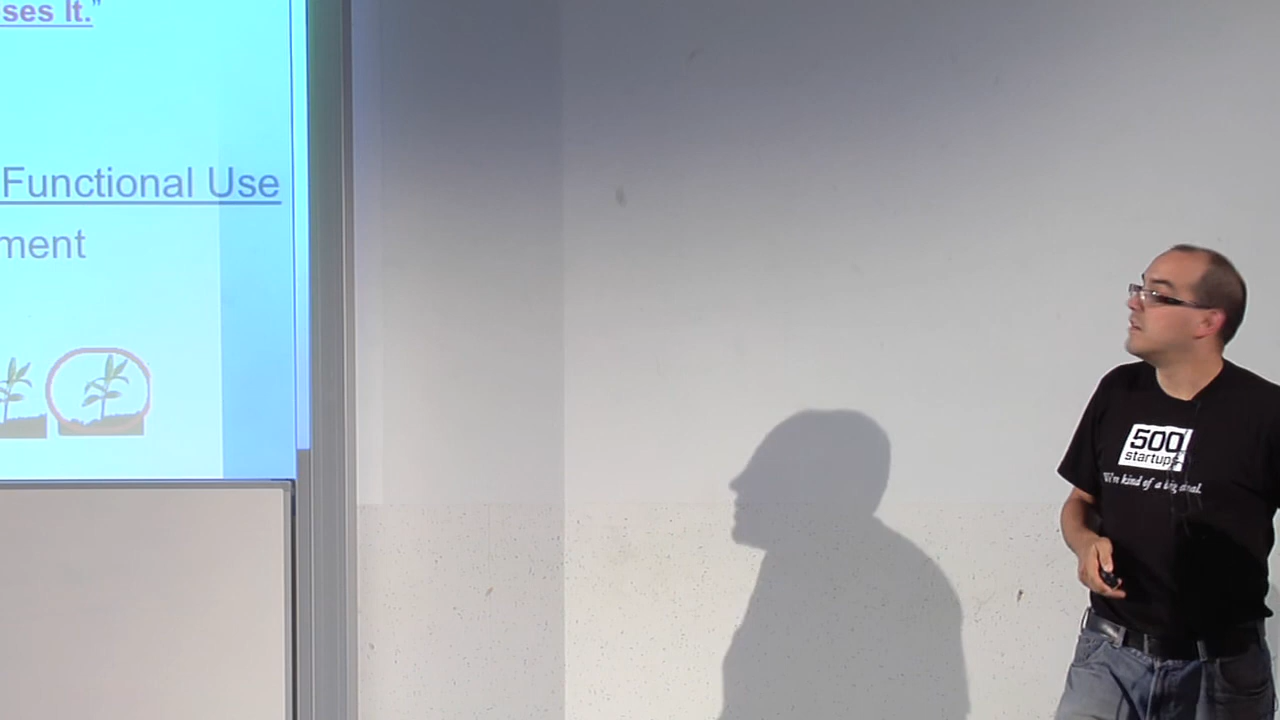 ses It.”
Functional Use
ment
500
startups
We're kind of a big deal.